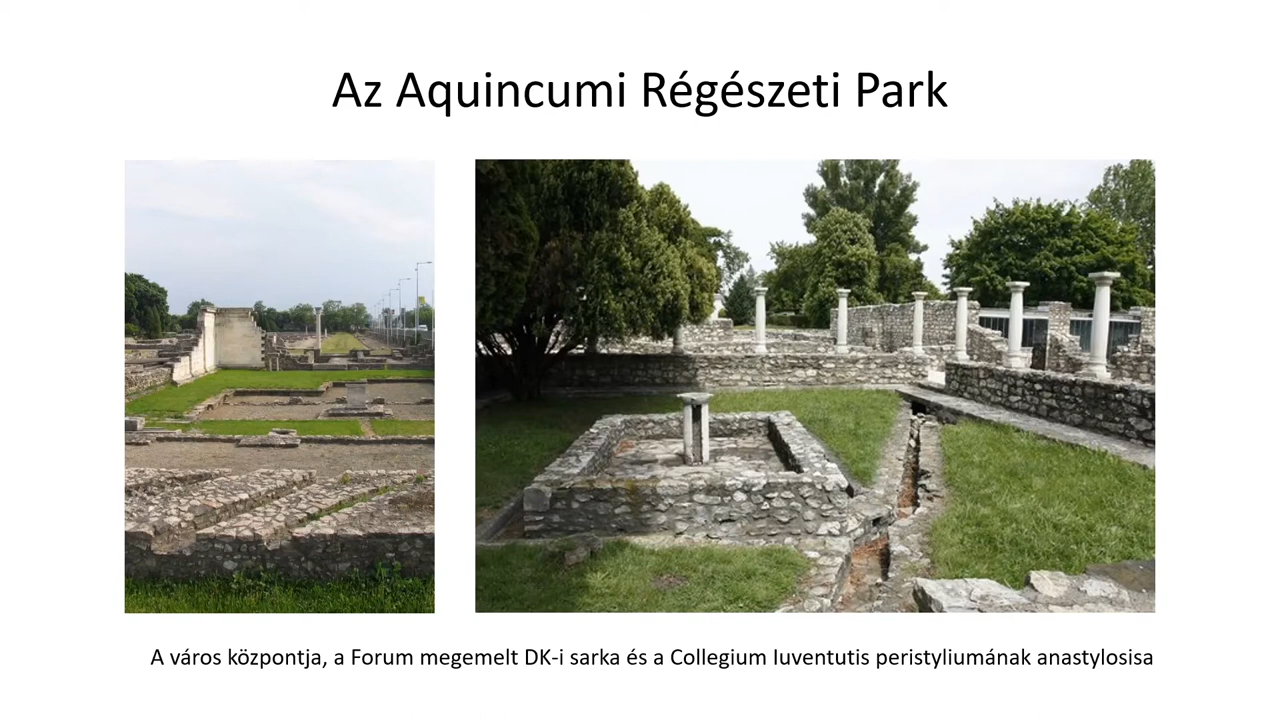 Az Aquincumi Régészeti Park
A város központja, a Forum megemelt DK-i sarka és a Collegium Iuventutis peristyliumának anastylosisa